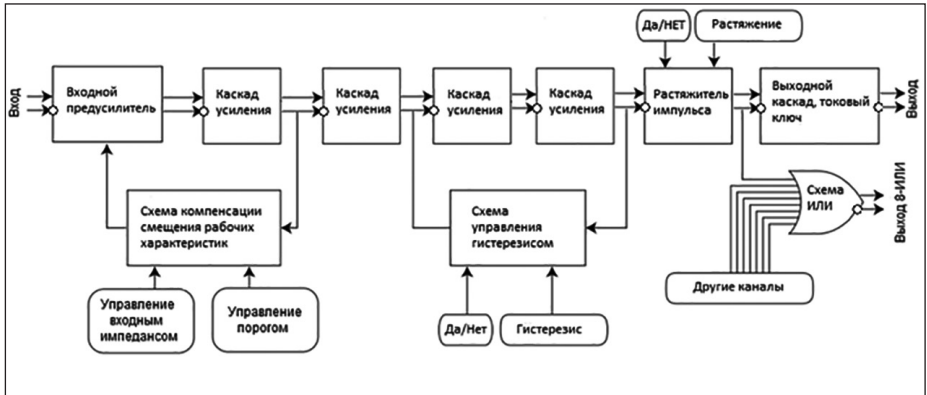 Да/НЕТ
Растяжение
Вход
Входной
предусилитель
Каскад
усиления
Каскад
усиления
Каскад
усиления
Каскад
усиления
Растяжитель
импульса
Выходной
каскад, токовый
ключ
Выход
Схема компенсации
смещения рабочих
характеристик
Схема
управления
гистерезисом
Схема
ИЛИ
Выход 8-ИЛИ
Управление
входным
импедансом
Управление
порогом
Да/Нет
Гистерезис
Другие каналы